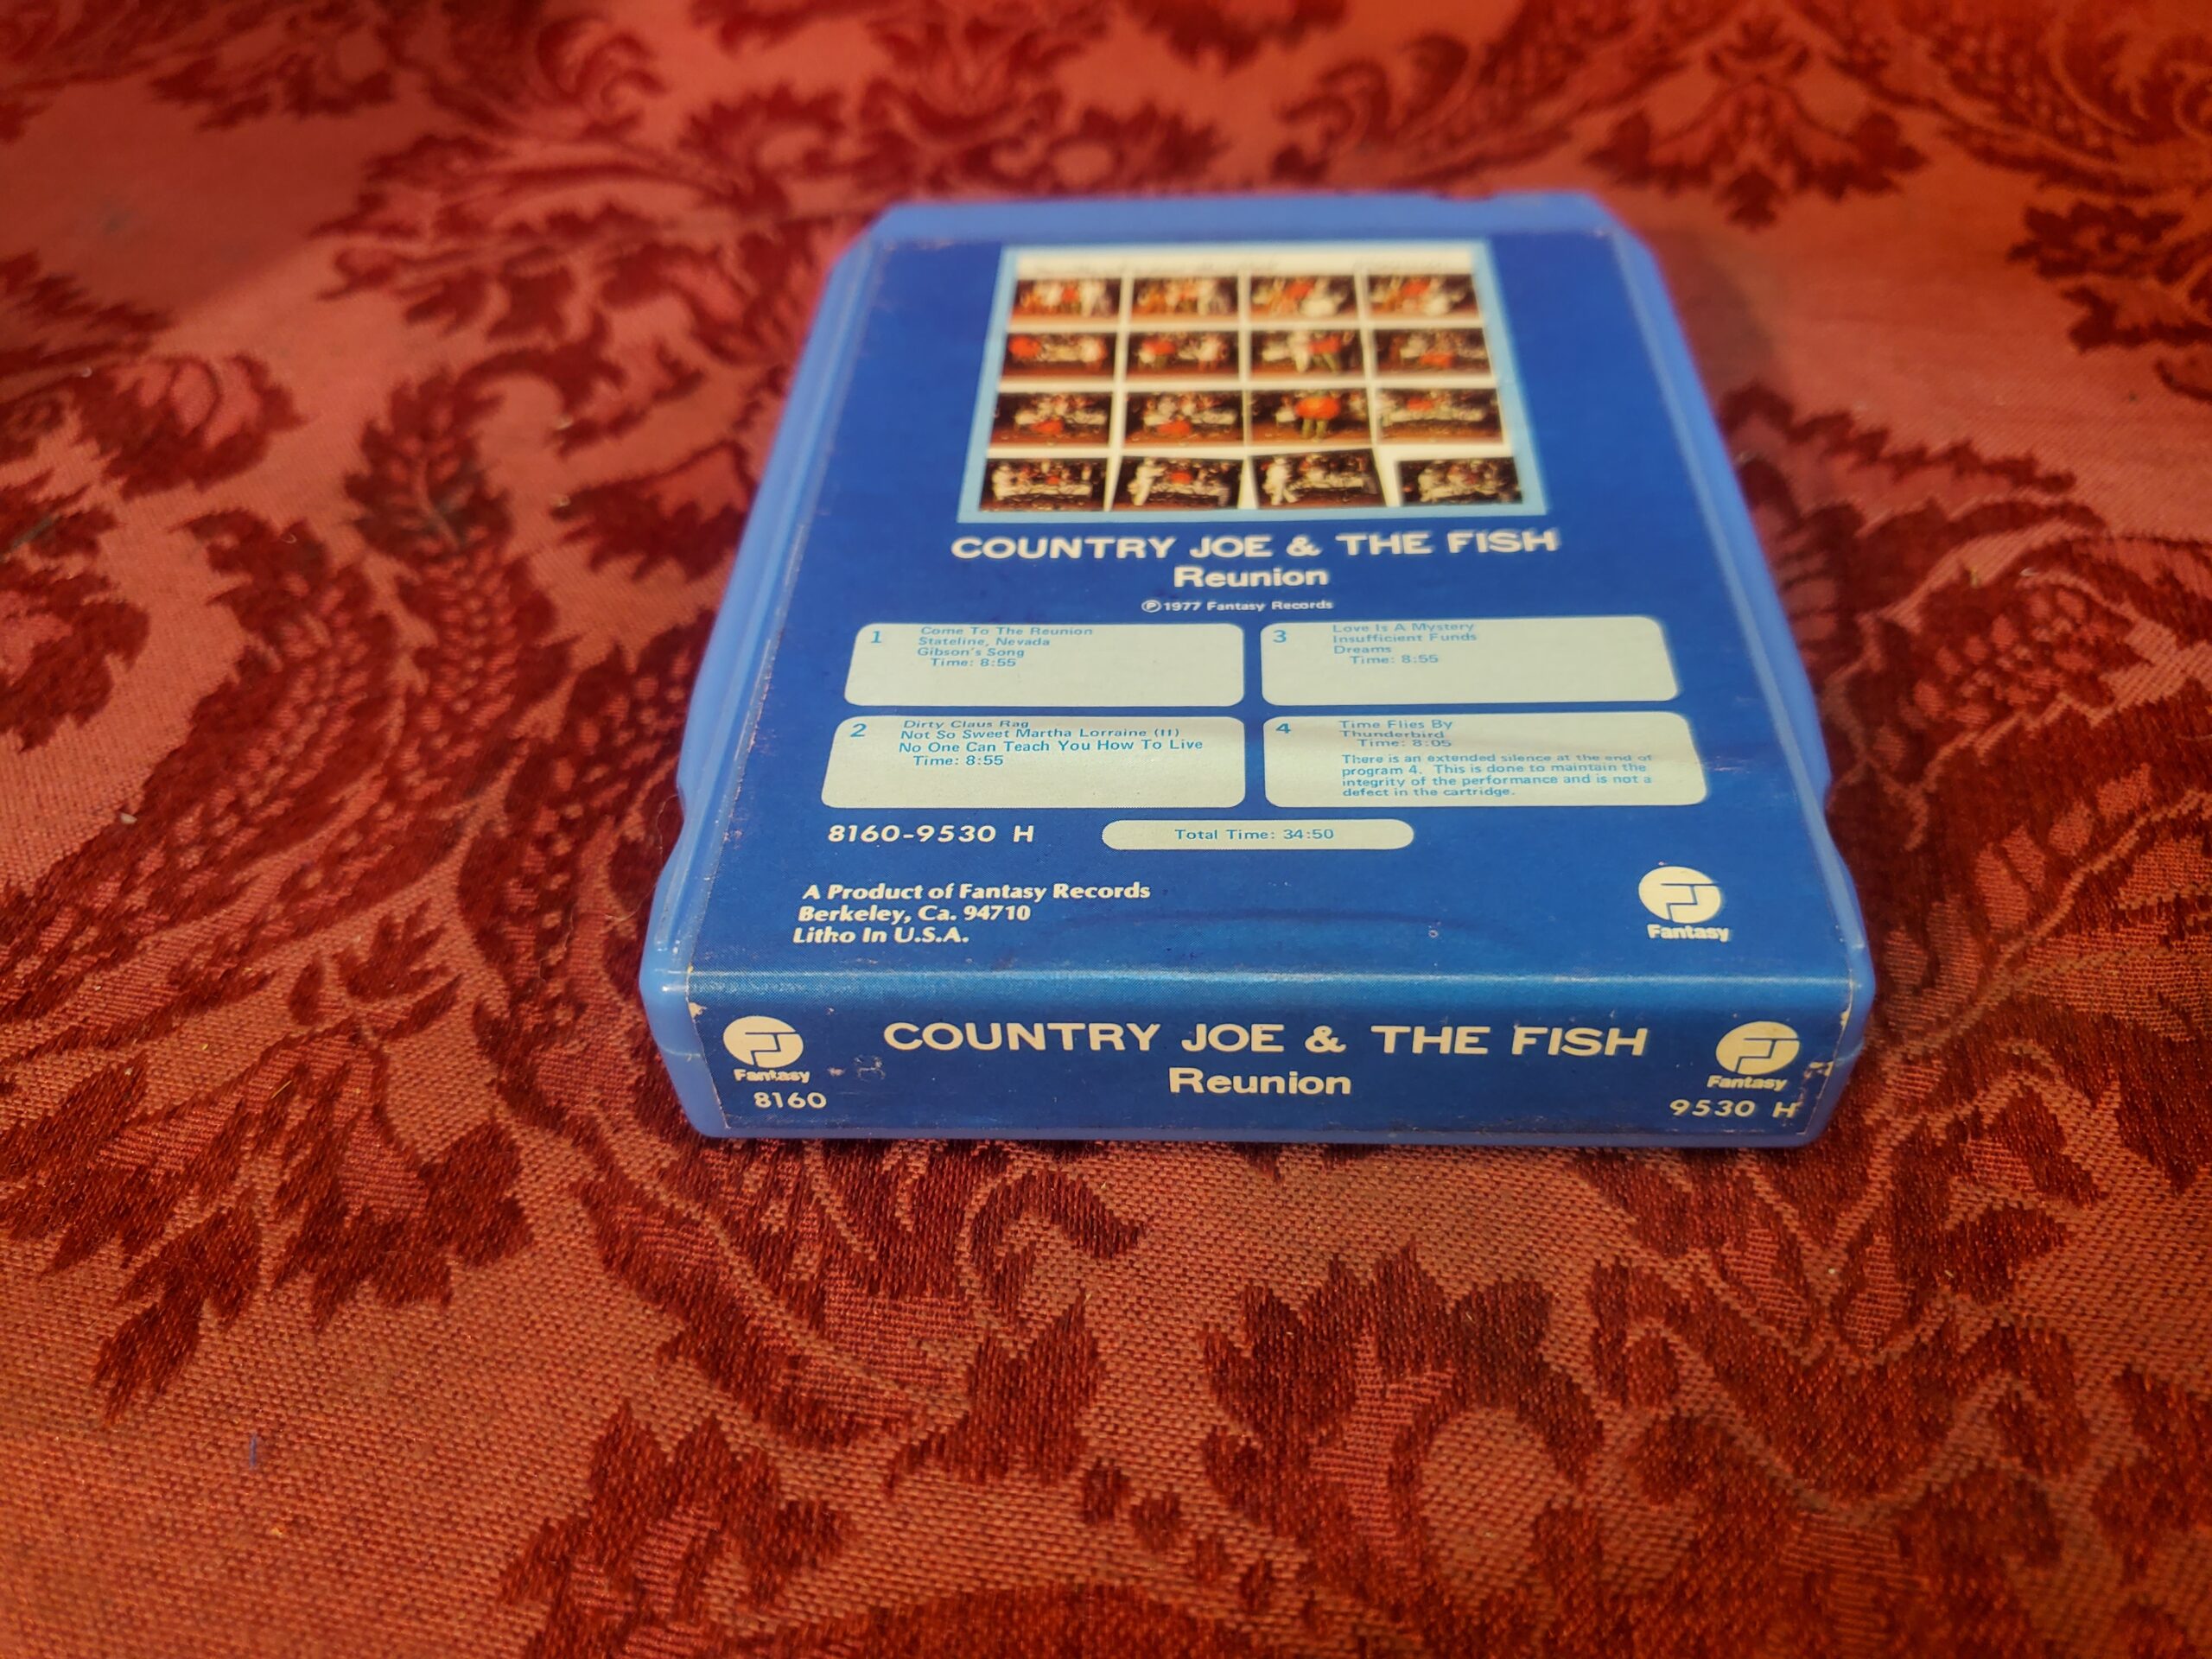 COUNTRY JOE & THE FISH
Reunion
Ⓟ1977 Fantasy Records
1
Come To The Reunion
Stateline, Nevada
Gibson's Song
Time: 8:55
2
Dirty Claus Rag
Not So Sweet Martha Lorraine (II)
No One Can Teach You How To Live
Time: 8:55
3
Love Is A Mystery
Insufficient Funds
Dreams
Time: 8:55
4
Time Flies By
Thunderbird
Time: 8:05
There is an extended silence at the end of
program 4. This is done to maintain the
integrity of the performance and is not a
defect in the cartridge.
8160-9530 H
Total Time: 34:50
A Product of Fantasy Records
Berkeley, Ca. 94710
Litho In U.S.A.
Fantasy
Fantasy
8160
COUNTRY JOE & THE FISH
Reunion
Fantasy
9530 H